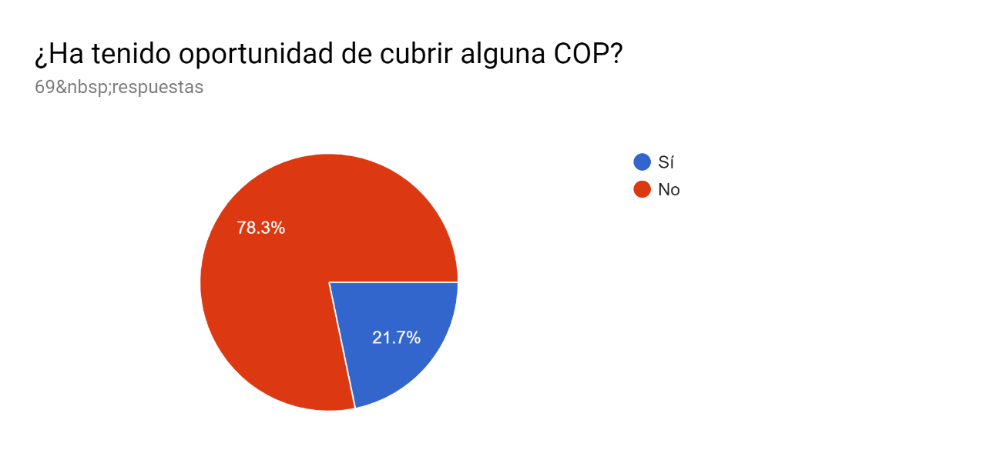 ¿Ha tenido oportunidad de cubrir alguna COP?
69&nbsp;respuestas
Sí
No
78.3%
21.7%